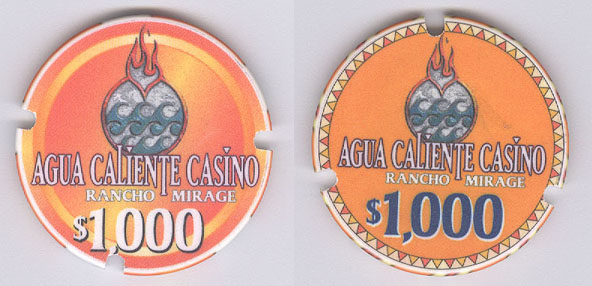 AGUA CALIENTE CASINO
RANCHO MIRAGE
$1,000
AGUA CALIENTE CASINO
RANCHO MIRAGE
$1,000